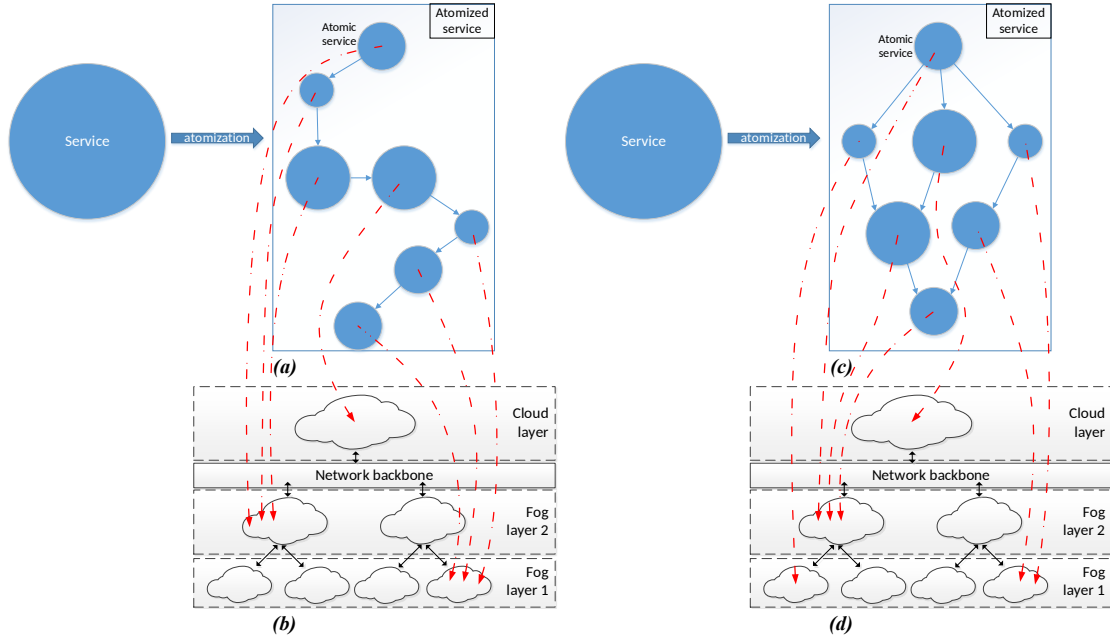 Atomized
service
Atomic
service
Service
atomization
(a)
Cloud
layer
Network backbone
Fog
layer 2
Fog
layer 1
(b)
Atomized
service
Atomic
service
Service
atomization
(c)
Cloud
layer
Network backbone
Fog
layer 2
Fog
layer 1
(d)